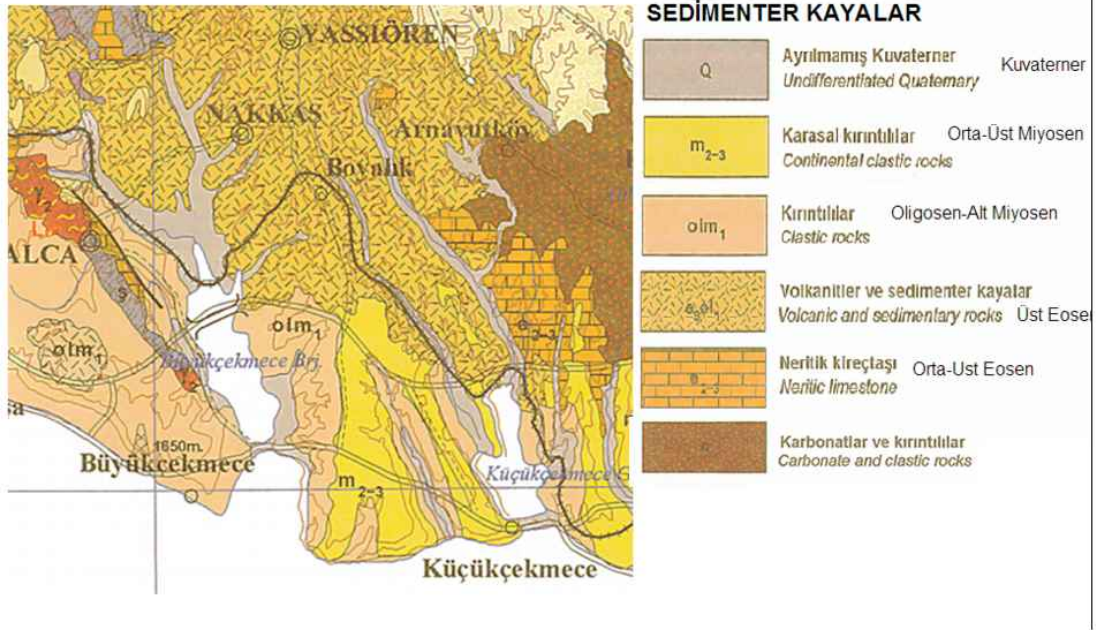 SEDİMENTER KAYALAR
Q
Ayrılmamış Kuvaterner
Undifferentiated Quaternary
Kuvaterner
m2-3
Karasal kırıntılılar
Continental clastic rocks
Orta-Üst Miyosen
olm1
Kırıntılılar
Clastic rocks
Oligosen-Alt Miyosen
Volkanitler ve sedimenter kayalar
Volcanic and sedimentary rocks
Üst Eosen
Neritik kireçtaşı
Neritic limestone
Orta-Ust Eosen
Karbonatlar ve kırıntılılar
Carbonate and clastic rocks
YASSIÖREN
NAKKAŞ
Arnavutköy
Boyalık
ALCA
olm1
olm1
Büyükçekmece Brj.
1650m.
Büyükçekmece
m2-3
Küçükçekmece G
Küçükçekmece